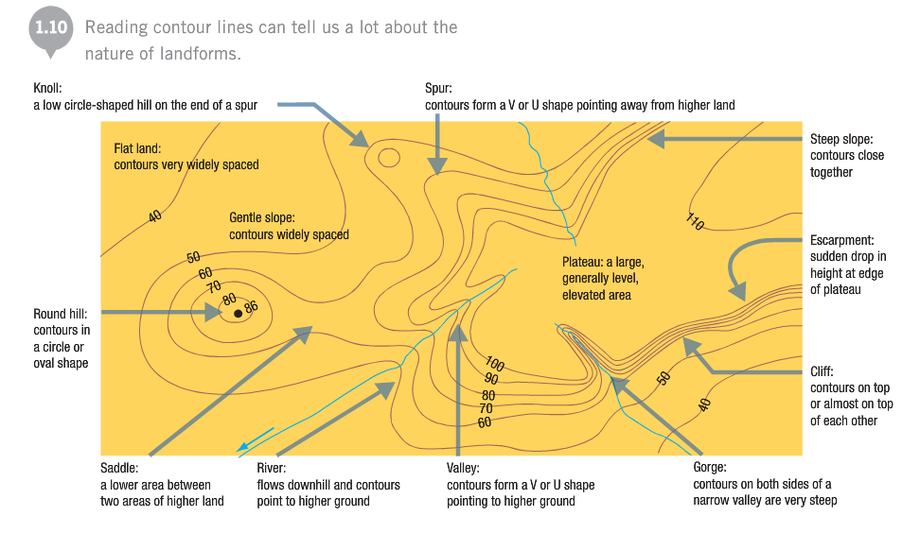 1.10
Reading contour lines can tell us a lot about the
nature of landforms.
Knoll:
a low circle-shaped hill on the end of a spur
Spur:
contours form a V or U shape pointing away from higher land
Flat land:
contours very widely spaced
Steep slope:
contours close
together
40
Gentle slope:
contours widely spaced
110
50
60
70
80
86
Escarpment:
sudden drop in
height at edge
of plateau
Plateau: a large,
generally level,
elevated area
Round hill:
contours in
a circle or
oval shape
100
90
80
70
60
50
40
Cliff:
contours on top
or almost on top
of each other
Saddle:
a lower area between
two areas of higher land
River:
flows downhill and contours
point to higher ground
Valley:
contours form a V or U shape
pointing to higher ground
Gorge:
contours on both sides of a
narrow valley are very steep